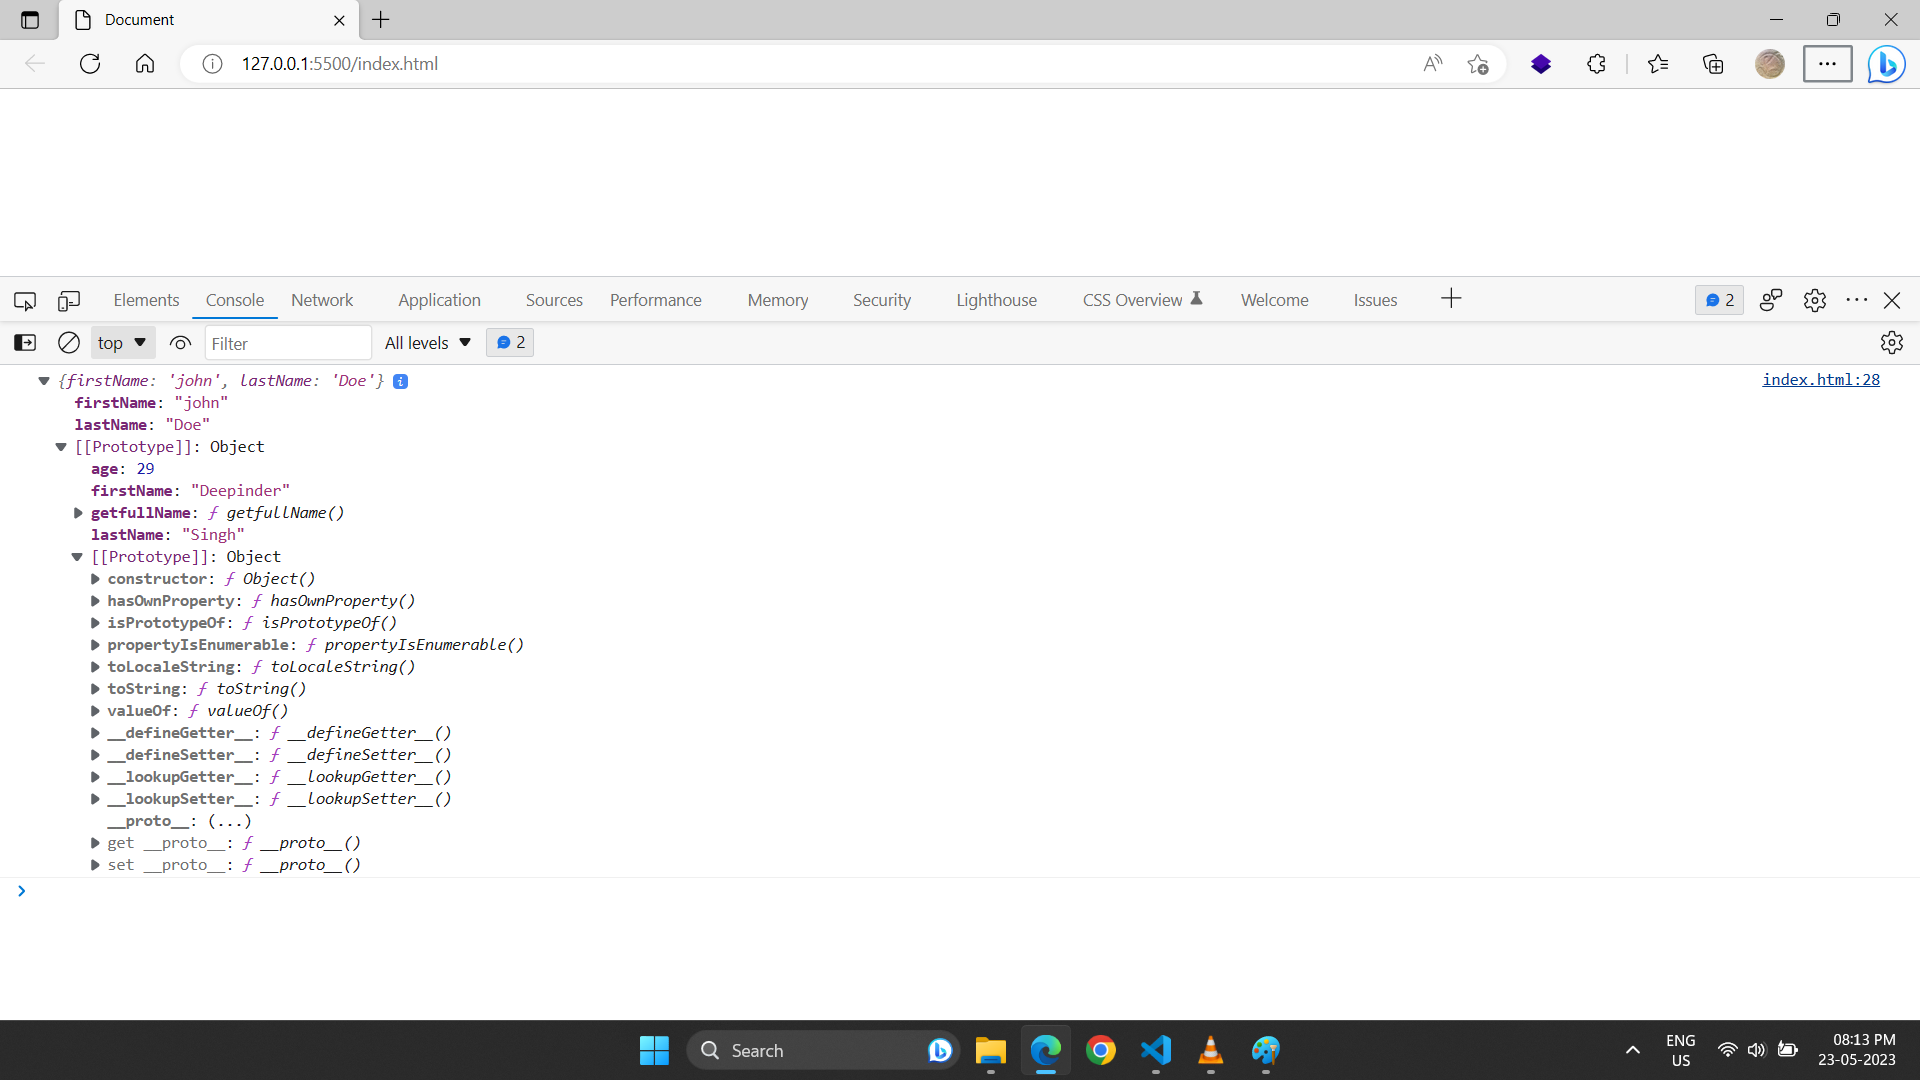 Document
127.0.0.1:5500/index.html
Elements Console Network Application Sources Performance Memory Security Lighthouse CSS Overview Welcome Issues 2
top Filter All levels 2
{firstName: 'john', lastName: 'Doe'} i index.html:28
firstName: "john"
lastName: "Doe"
[[Prototype]]: Object
age: 29
firstName: "Deepinder"
getfullName: ƒ getfullName()
lastName: "Singh"
[[Prototype]]: Object
constructor: ƒ Object()
hasOwnProperty: ƒ hasOwnProperty()
isPrototypeOf: ƒ isPrototypeOf()
propertyIsEnumerable: ƒ propertyIsEnumerable()
toLocaleString: ƒ toLocaleString()
toString: ƒ toString()
valueOf: ƒ valueOf()
__defineGetter__: ƒ __defineGetter__()
__defineSetter__: ƒ __defineSetter__()
__lookupGetter__: ƒ __lookupGetter__()
__lookupSetter__: ƒ __lookupSetter__()
__proto__: (...)
get __proto__: ƒ __proto__()
set __proto__: ƒ __proto__()
Search
ENG
US
08:13 PM
23-05-2023